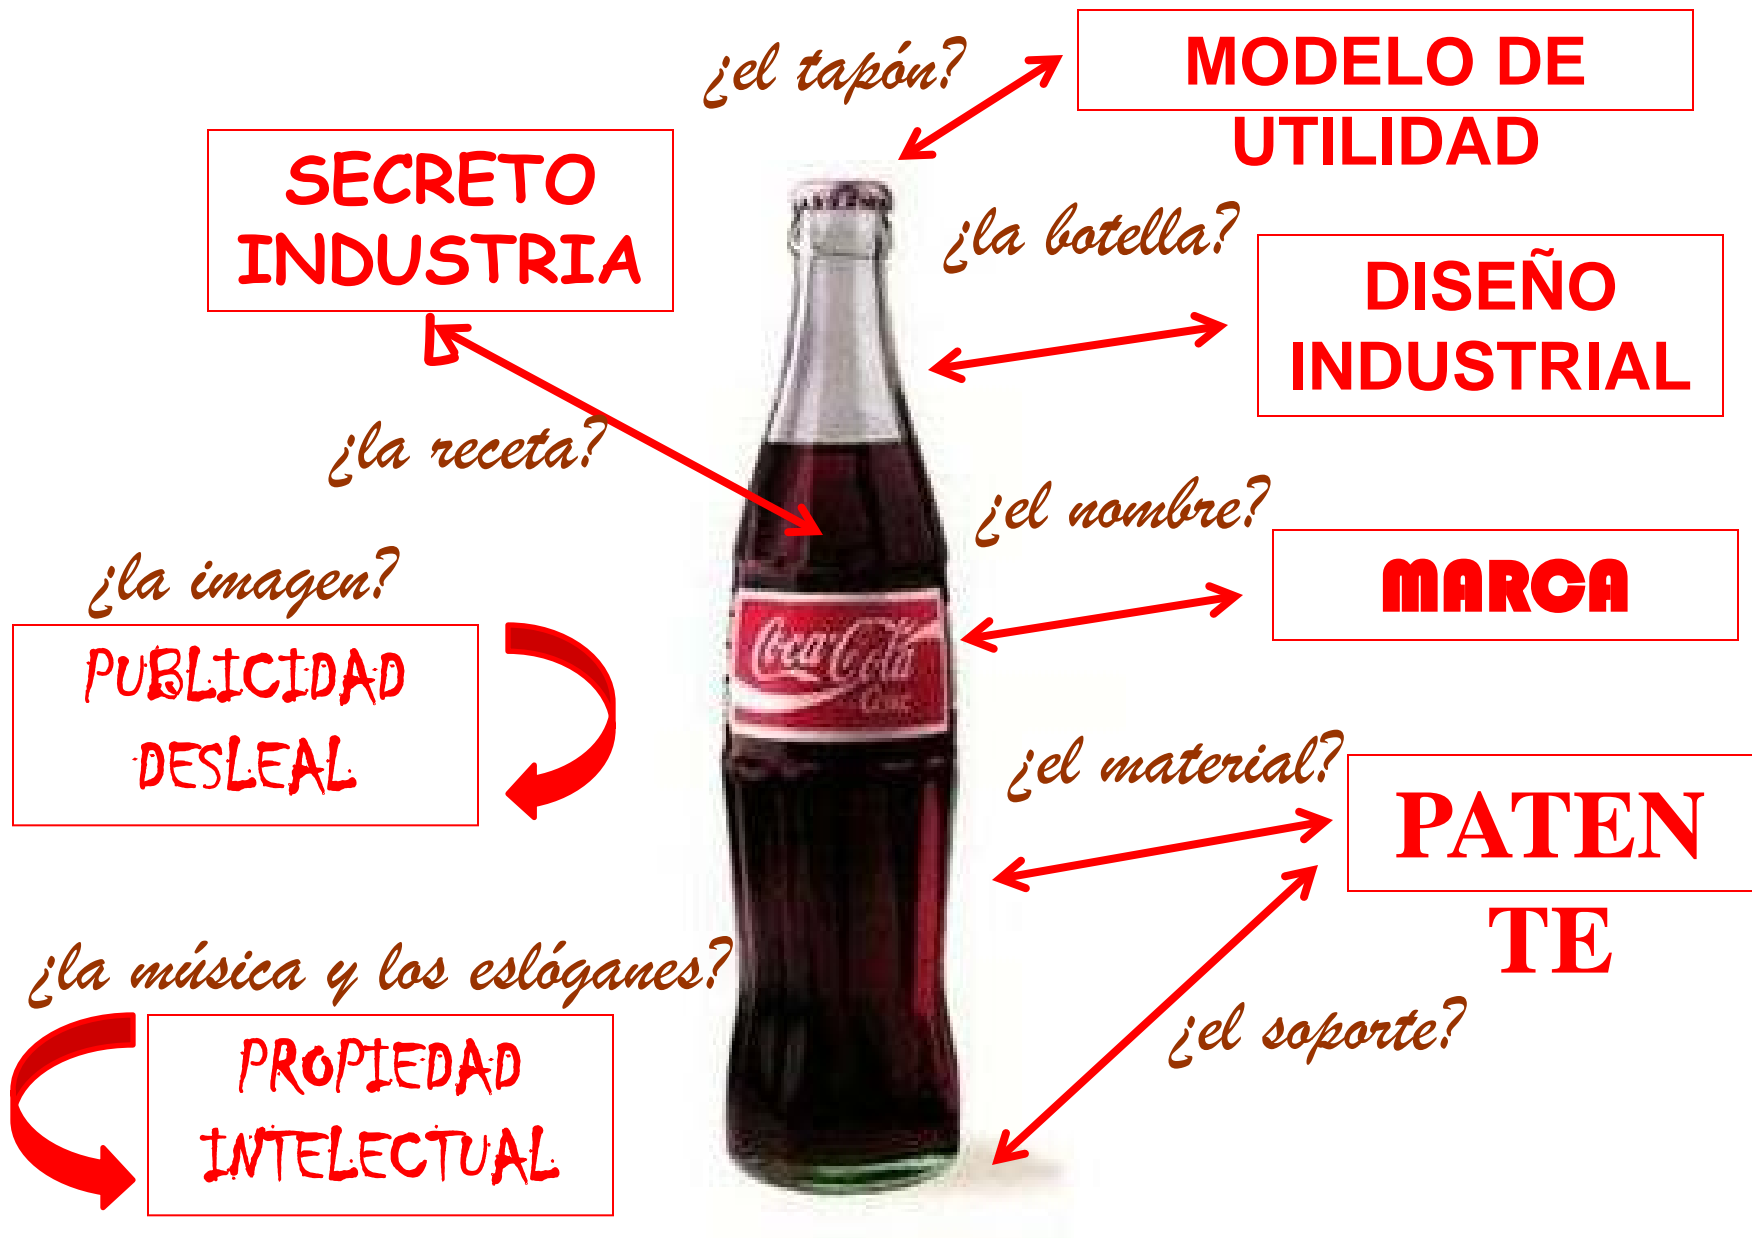 ¿el tapón?
MODELO DE
UTILIDAD
SECRETO
INDUSTRIA
L
¿la botella?
DISEÑO
INDUSTRIAL
¿la receta?
¿el nombre?
MARCA
¿la imagen?
PUBLICIDAD
DESLEAL
Coca-Cola
Coke
¿el material?
PATEN
TE
¿la música y los eslóganes?
PROPIEDAD
INTELECTUAL
¿el soporte?